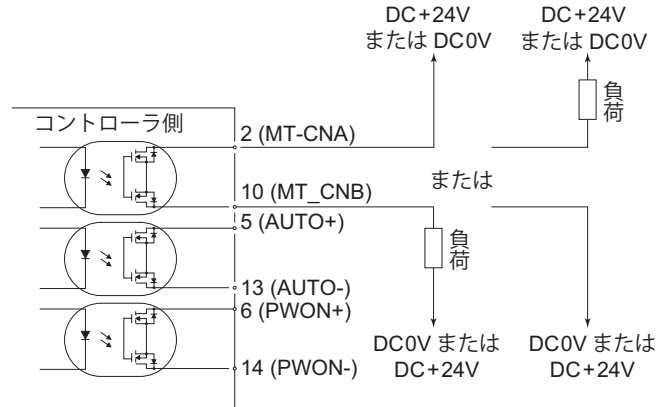 DC+24V
または DC0V
DC+24V
または DC0V
負荷
コントローラ側
2 (MT-CNA)
または
10 (MT_CNB)
5 (AUTO+)
負荷
13 (AUTO-)
6 (PWON+)
14 (PWON-)
DC0V または
DC+24V
DC0V または
DC+24V